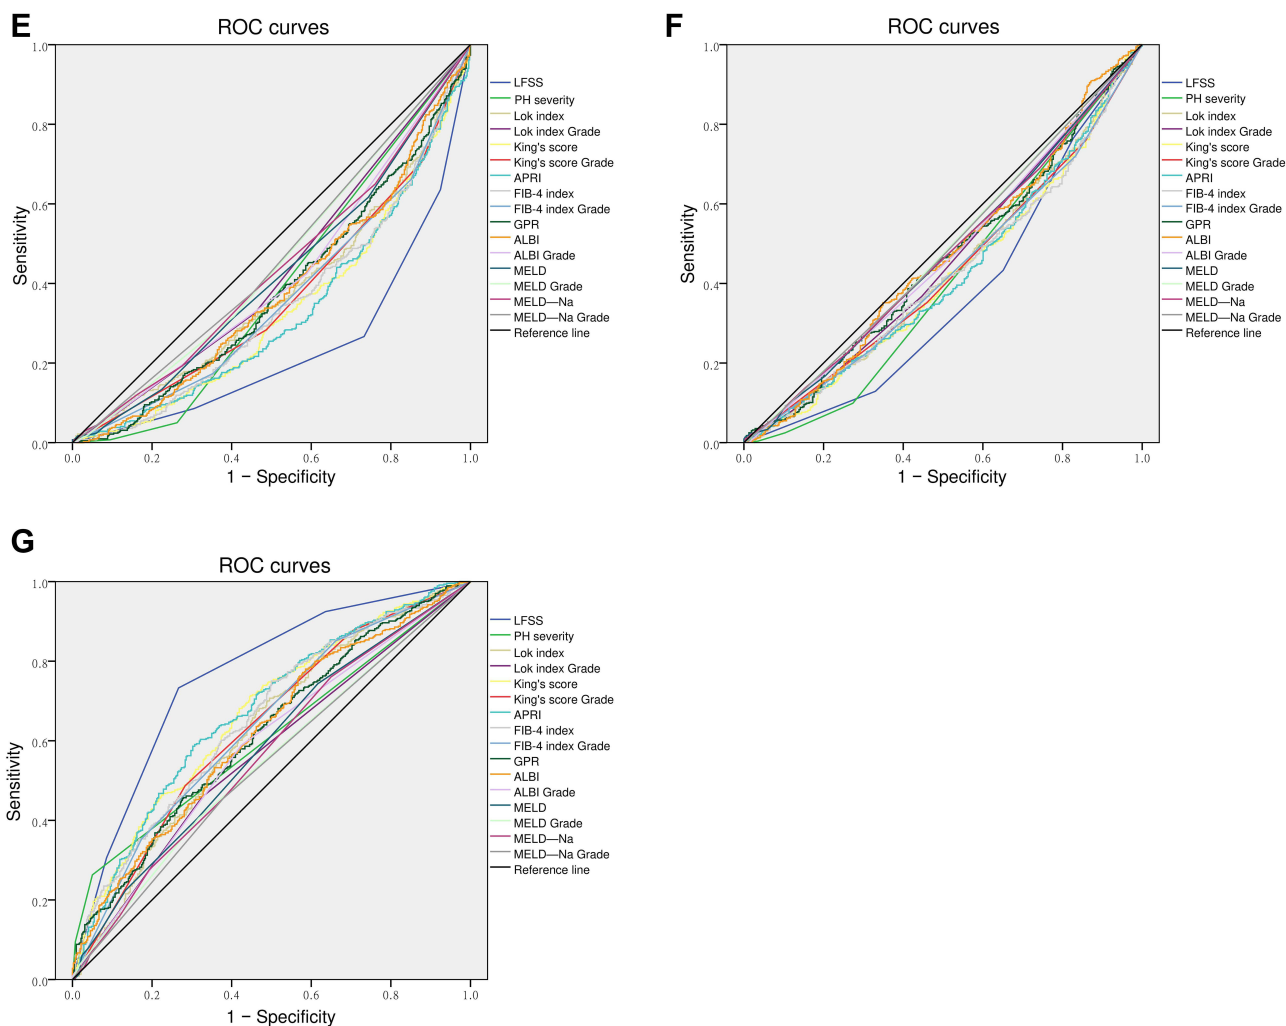 E
ROC curves
1.0
0.8
0.6
0.4
0.2
0.0
Sensitivity
0.0 0.2 0.4 0.6 0.8 1.0
1 − Specificity
LFSS
PH severity
Lok index
Lok index Grade
King's score
King's score Grade
APRI
FIB-4 index
FIB-4 index Grade
GPR
ALBI
ALBI Grade
MELD
MELD Grade
MELD—Na
MELD—Na Grade
Reference line
F
ROC curves
1.0
0.8
0.6
0.4
0.2
0.0
Sensitivity
0.0 0.2 0.4 0.6 0.8 1.0
1 − Specificity
LFSS
PH severity
Lok index
Lok index Grade
King's score
King's score Grade
APRI
FIB-4 index
FIB-4 index Grade
GPR
ALBI
ALBI Grade
MELD
MELD Grade
MELD—Na
MELD—Na Grade
Reference line
G
ROC curves
1.0
0.8
0.6
0.4
0.2
0.0
Sensitivity
0.0 0.2 0.4 0.6 0.8 1.0
1 − Specificity
LFSS
PH severity
Lok index
Lok index Grade
King's score
King's score Grade
APRI
FIB-4 index
FIB-4 index Grade
GPR
ALBI
ALBI Grade
MELD
MELD Grade
MELD—Na
MELD—Na Grade
Reference line